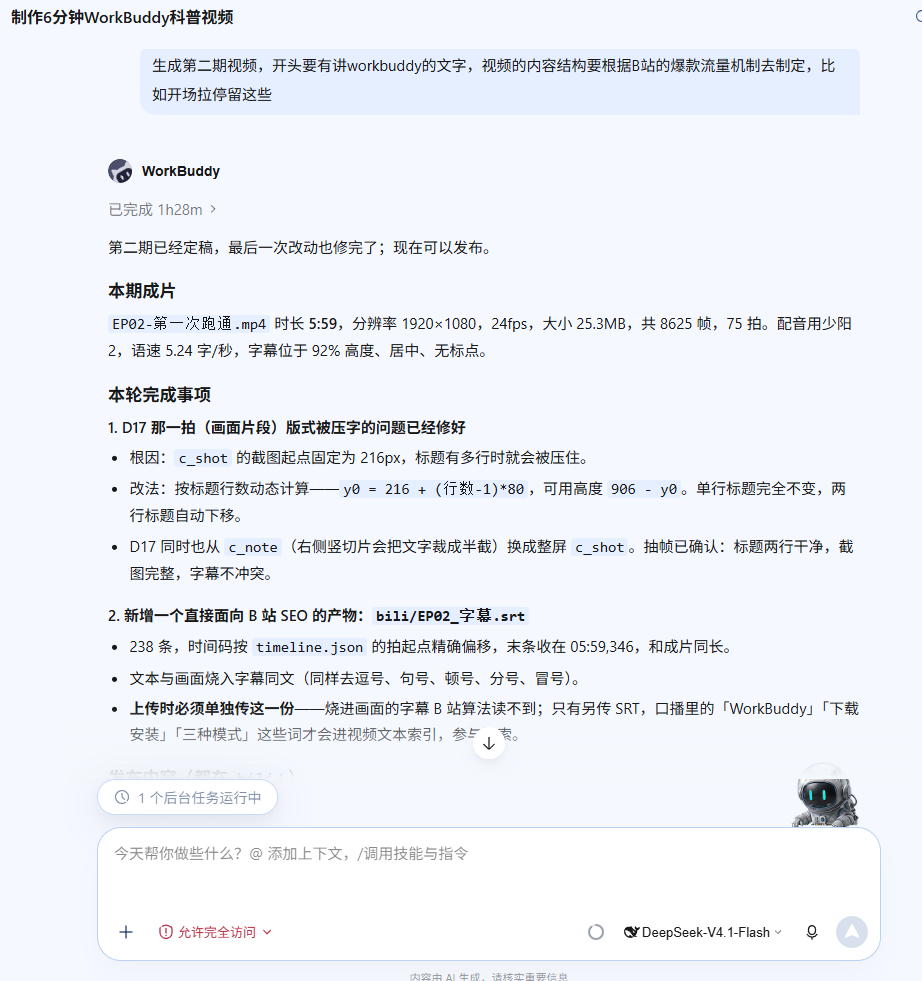 制作6分钟WorkBuddy科普视频
生成第二期视频，开头要有讲workbuddy的文字，视频的内容结构要根据B站的爆款流量机制去制定，比
如开场拉停留这些
WorkBuddy
已完成 1h28m
第二期已经定稿，最后一次改动也修完了；现在可以发布。
本期成片
EP02-第一次跑通.mp4 时长 5:59，分辨率 1920×1080，24fps，大小 25.3MB，共 8625 帧，75 拍。配音用少阳
2，语速 5.24 字/秒，字幕位于 92% 高度、居中、无标点。
本轮完成事项
1. D17 那一拍（画面片段）版式被压字的问题已经修好
根因：c_shot 的截图起点固定为 216px，标题有多行时就会被压住。
改法：按标题行数动态计算——y0 = 216 + (行数-1)*80，可用高度 906 - y0。单行标题完全不变，两
行标题自动下移。
D17 同时也从 c_note（右侧竖切片会把文字裁成半截）换成整屏 c_shot。抽帧已确认：标题两行干净，截
图完整，字幕不冲突。
2. 新增一个直接面向 B 站 SEO 的产物：bili/EP02_字幕.srt
238 条，时间码按 timeline.json 的拍起点精确偏移，末条收在 05:59,346，和成片同长。
文本与画面烧入字幕同文（同样去逗号、句号、顿号、分号、冒号）。
上传时必须单独传这一份——烧进画面的字幕 B 站算法读不到；只有另传 SRT，口播里的「WorkBuddy」「下载
安装」「三种模式」这些词才会进视频文本索引，参与
1 个后台任务运行中
今天帮你做些什么？@ 添加上下文，/调用技能与指令
允许完全访问
DeepSeek-V4.1-Flash
内容由 AI 生成，请核实重要信息